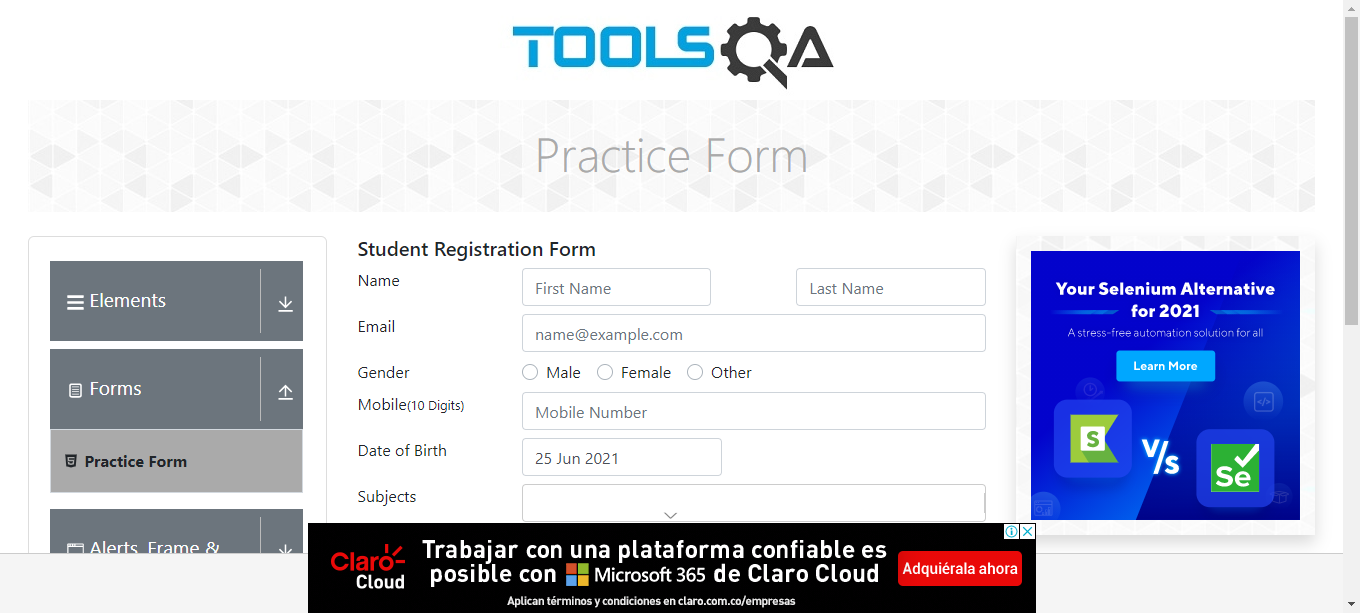 TOOLSQA
Practice Form
Elements
Forms
Practice Form
Alerts, Frame &
Student Registration Form
Name
First Name
Last Name
Email
name@example.com
Gender
Male
Female
Other
Mobile(10 Digits)
Mobile Number
Date of Birth
25 Jun 2021
Subjects
Your Selenium Alternative
for 2021
A stress-free automation solution for all
Learn More
S
V/s
Se
Claro
Cloud
Trabajar con una plataforma confiable es
posible con Microsoft 365 de Claro Cloud
Adquiérala ahora
Aplican términos y condiciones en claro.com.co/empresas